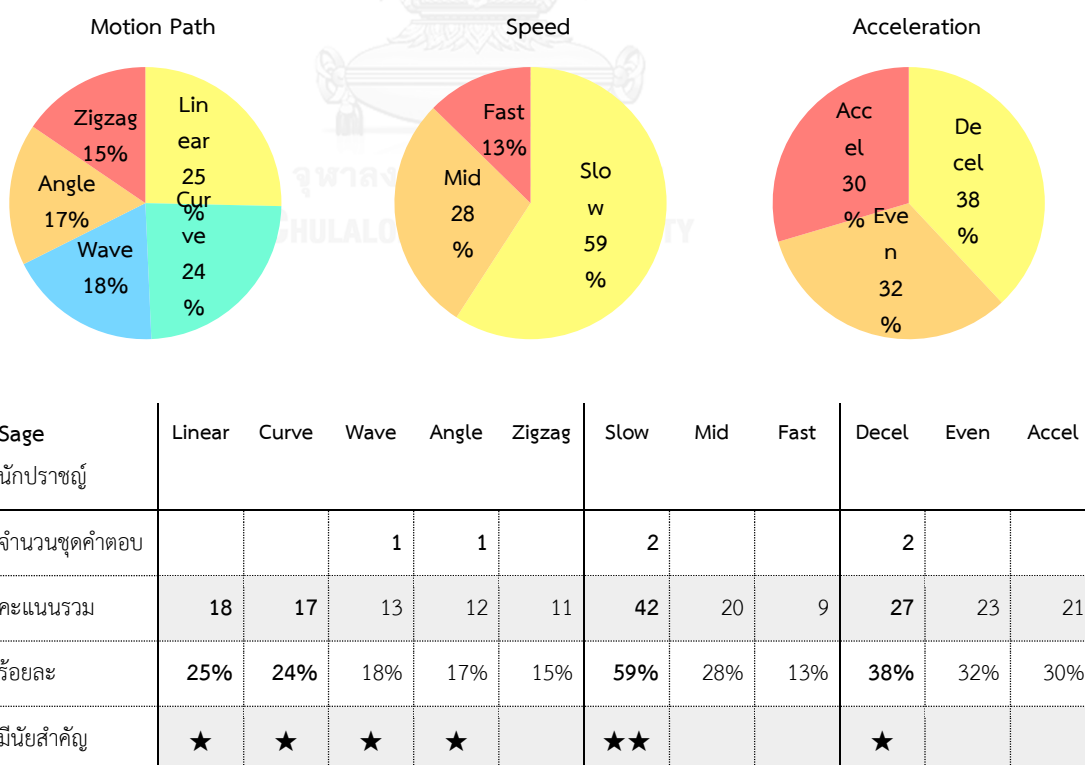 Motion Path
Speed
Acceleration
Zigzag
15%
Lin
ear
25
%
Angle
17%
Cur
ve
24
%
Wave
18%
Fast
13%
Mid
28
%
Slo
w
59
%
Acc
el
30
%
De
cel
38
%
Eve
n
32
%
Sage Linear Curve Wave Angle Zigzag Slow Mid Fast Decel Even Accel
นักปราชญ์
จำนวนชุดคำตอบ 1 1 2 2
คะแนนรวม 18 17 13 12 11 42 20 9 27 23 21
ร้อยละ 25% 24% 18% 17% 15% 59% 28% 13% 38% 32% 30%
มีนัยสำคัญ ★ ★ ★ ★ ★★ ★